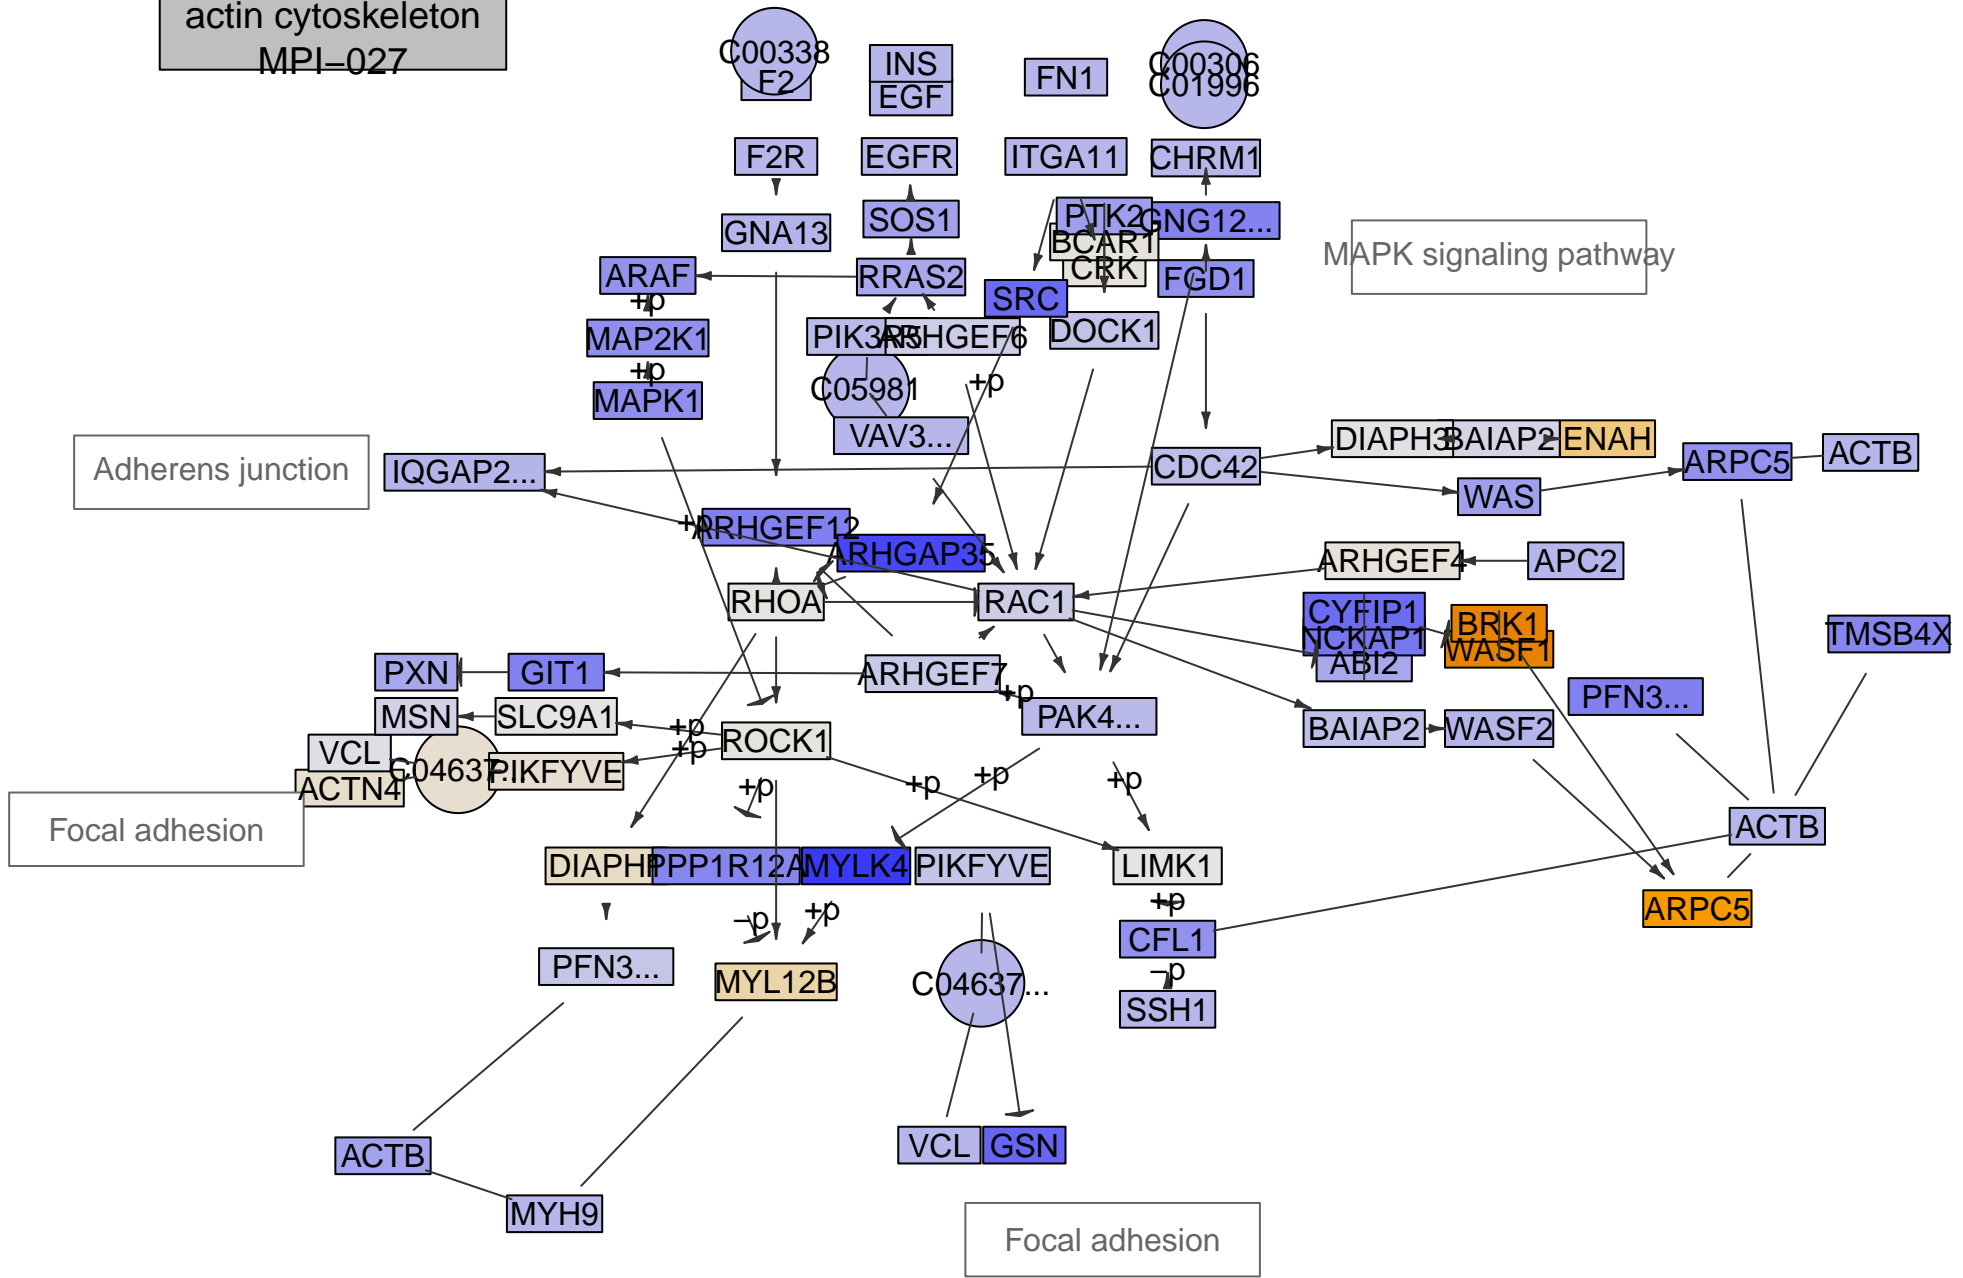 actin cytoskeleton
MPI−027
C00338
F2
INS
EGF
FN1
C00306
C01996
F2R
EGFR
ITGA11
CHRM1
GNA13
SOS1
PTK2
GNG12...
BCAR1
CRK
MAPK signaling pathway
ARAF
RRAS2
SRC
FGD1
+p
MAP2K1
PIK3R5
ARHGEF6
DOCK1
+p
MAPK1
C05981
+p
VAV3...
Adherens junction
IQGAP2...
CDC42
DIAPH3
BAIAP2
ENAH
ARPC5
ACTB
WAS
+p
ARHGEF12
ARHGAP35
ARHGEF4
APC2
RHOA
RAC1
CYFIP1
NCKAP1
ABI2
BRK1
WASF1
TMSB4X
PXN
GIT1
ARHGEF7
+p
PFN3...
MSN
SLC9A1
+p
ROCK1
PAK4...
BAIAP2
WASF2
VCL
ACTN4
C04637...
PIKFYVE
+p
+p
+p
+p
+p
Focal adhesion
ACTB
PPP1R12A
MYLK4
PIKFYVE
LIMK1
−p
+p
+p
ARPC5
CFL1
PFN3...
MYL12B
C04637...
−p
SSH1
ACTB
VCL
GSN
MYH9
Focal adhesion